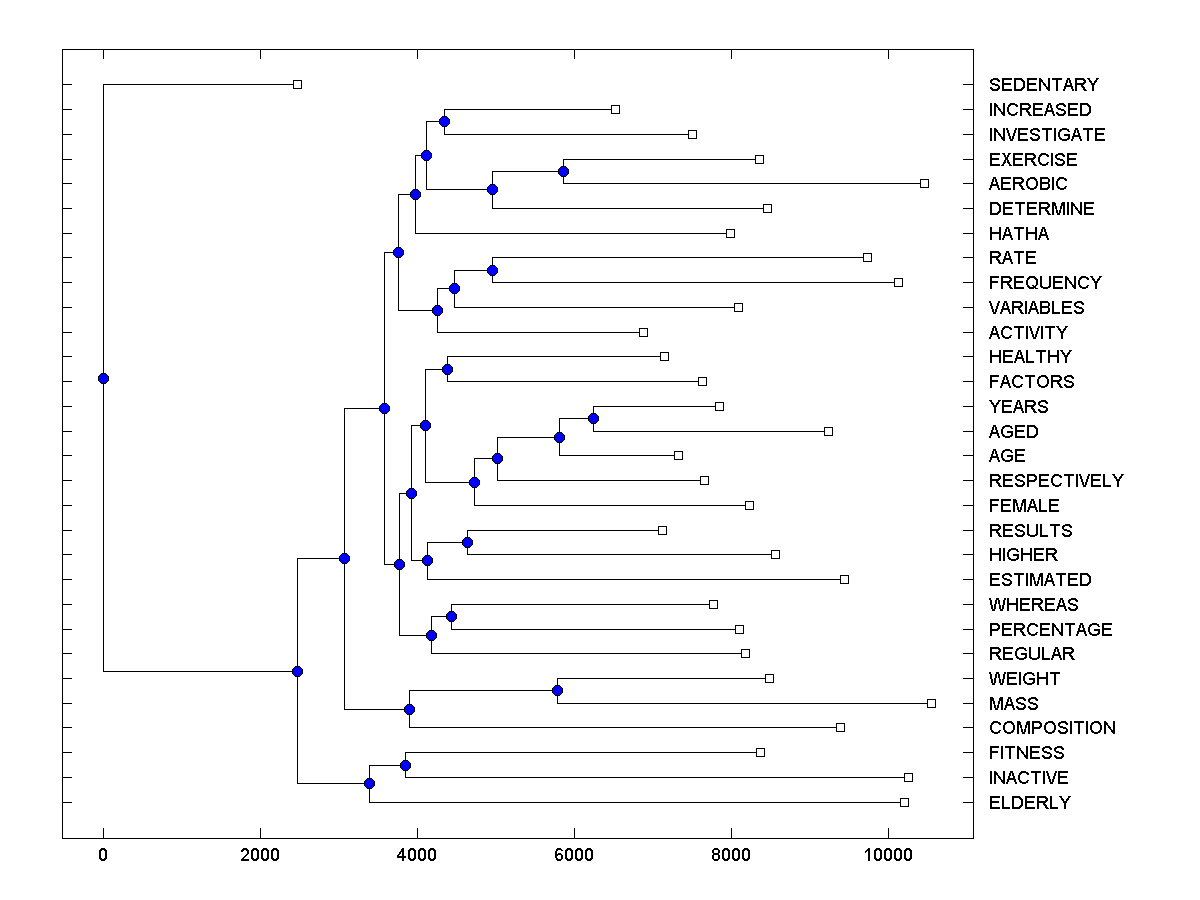 SEDENTARY
INCREASED
INVESTIGATE
EXERCISE
AEROBIC
DETERMINE
HATHA
RATE
FREQUENCY
VARIABLES
ACTIVITY
HEALTHY
FACTORS
YEARS
AGED
AGE
RESPECTIVELY
FEMALE
RESULTS
HIGHER
ESTIMATED
WHEREAS
PERCENTAGE
REGULAR
WEIGHT
MASS
COMPOSITION
FITNESS
INACTIVE
ELDERLY
0 2000 4000 6000 8000 10000